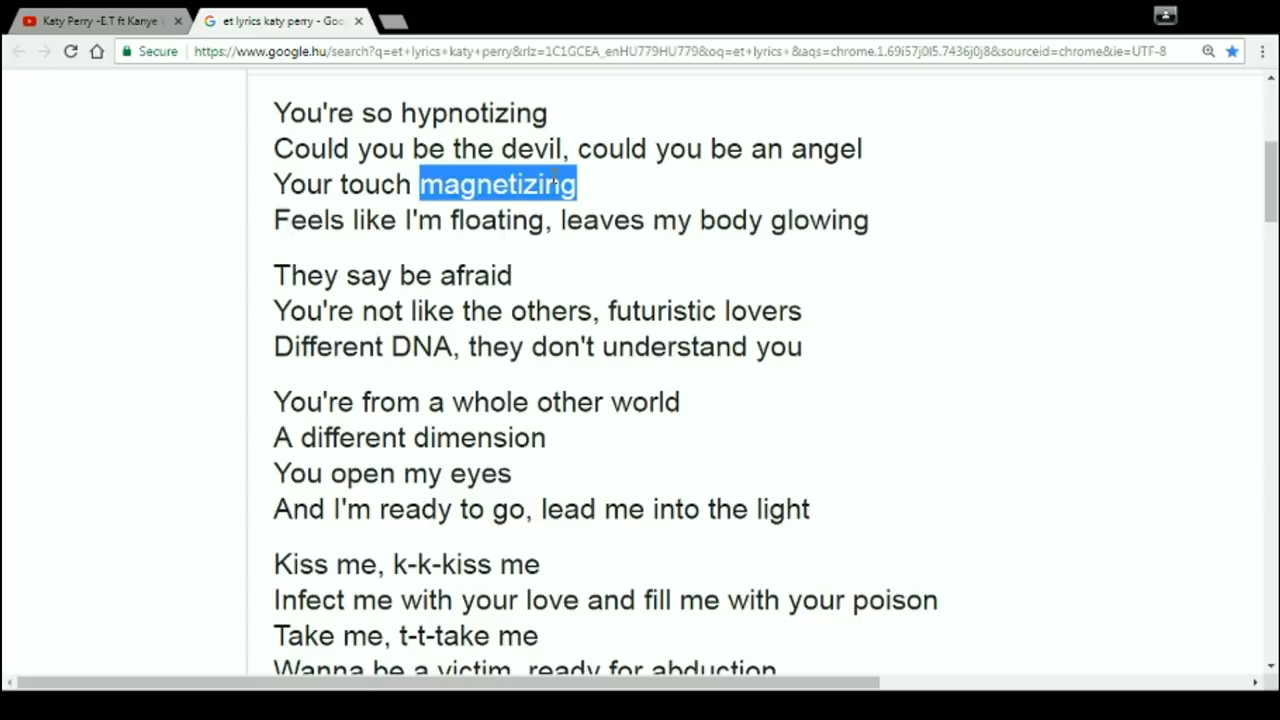 Katy Perry -E.T ft Kanye
et lyrics katy perry - Goo
Secure https://www.google.hu/search?q=et+lyrics+katy+perry&rlz=1C1GCEA_enHU779HU779&oq=et+lyrics+&aqs=chrome.1.69i57j0l5.7436j0j8&sourceid=chrome&ie=UTF-8
You're so hypnotizing
Could you be the devil, could you be an angel
Your touch magnetizing
Feels like I'm floating, leaves my body glowing
They say be afraid
You're not like the others, futuristic lovers
Different DNA, they don't understand you
You're from a whole other world
A different dimension
You open my eyes
And I'm ready to go, lead me into the light
Kiss me, k-k-kiss me
Infect me with your love and fill me with your poison
Take me, t-t-take me
Wanna be a victim, ready for abduction